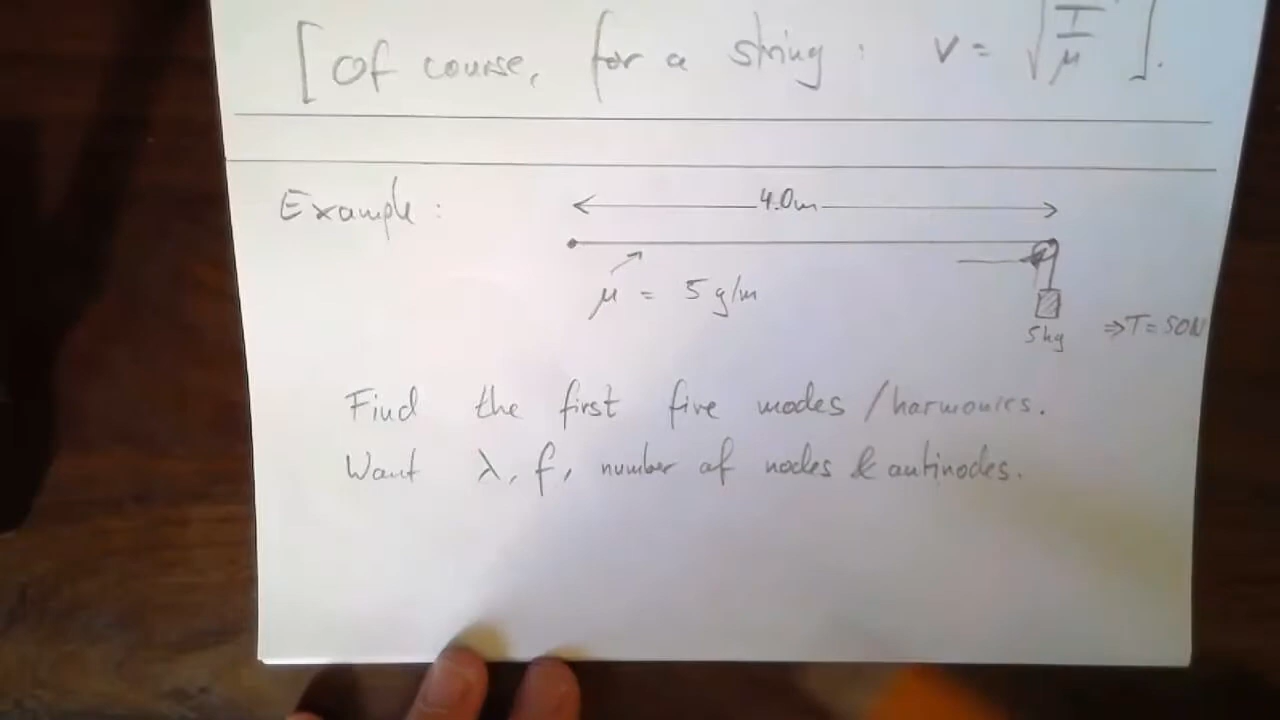 [Of course, for a string : v = √T/μ ].
Example :
4.0m
μ = 5 g/m
5kg
⇒T=50N
Find the first five modes/harmonics.
Want λ, f, number of nodes & antinodes.